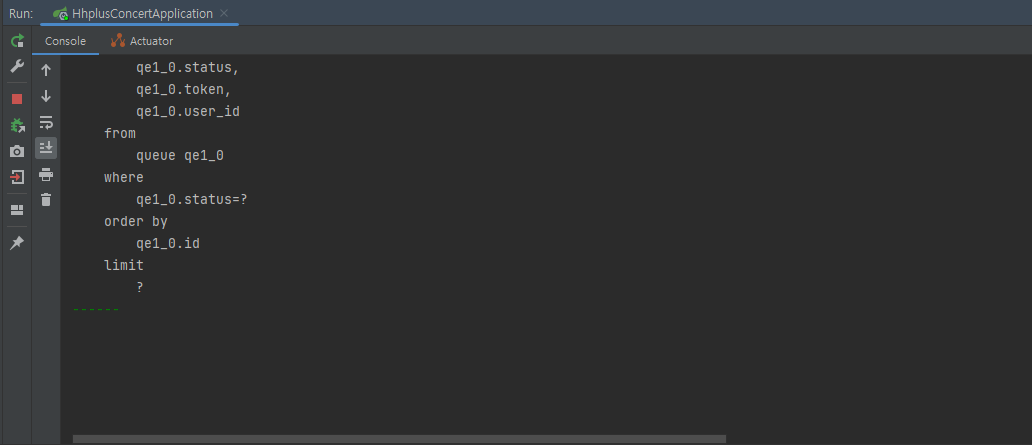 Run: HhplusConcertApplication
Console Actuator
qe1_0.status,
qe1_0.token,
qe1_0.user_id
from
queue qe1_0
where
qe1_0.status=?
order by
qe1_0.id
limit
?
------